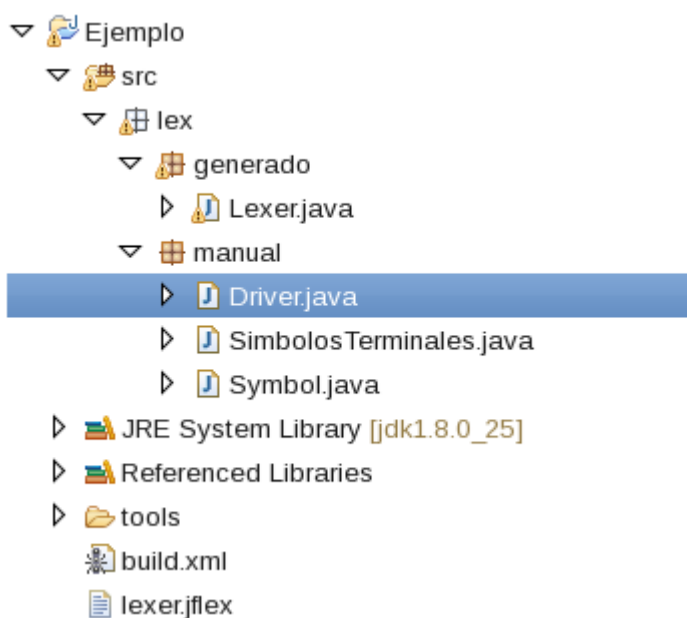 Ejemplo
src
lex
generado
Lexer.java
manual
Driver.java
SimbolosTerminales.java
Symbol.java
JRE System Library [jdk1.8.0_25]
Referenced Libraries
tools
build.xml
lexer.jflex